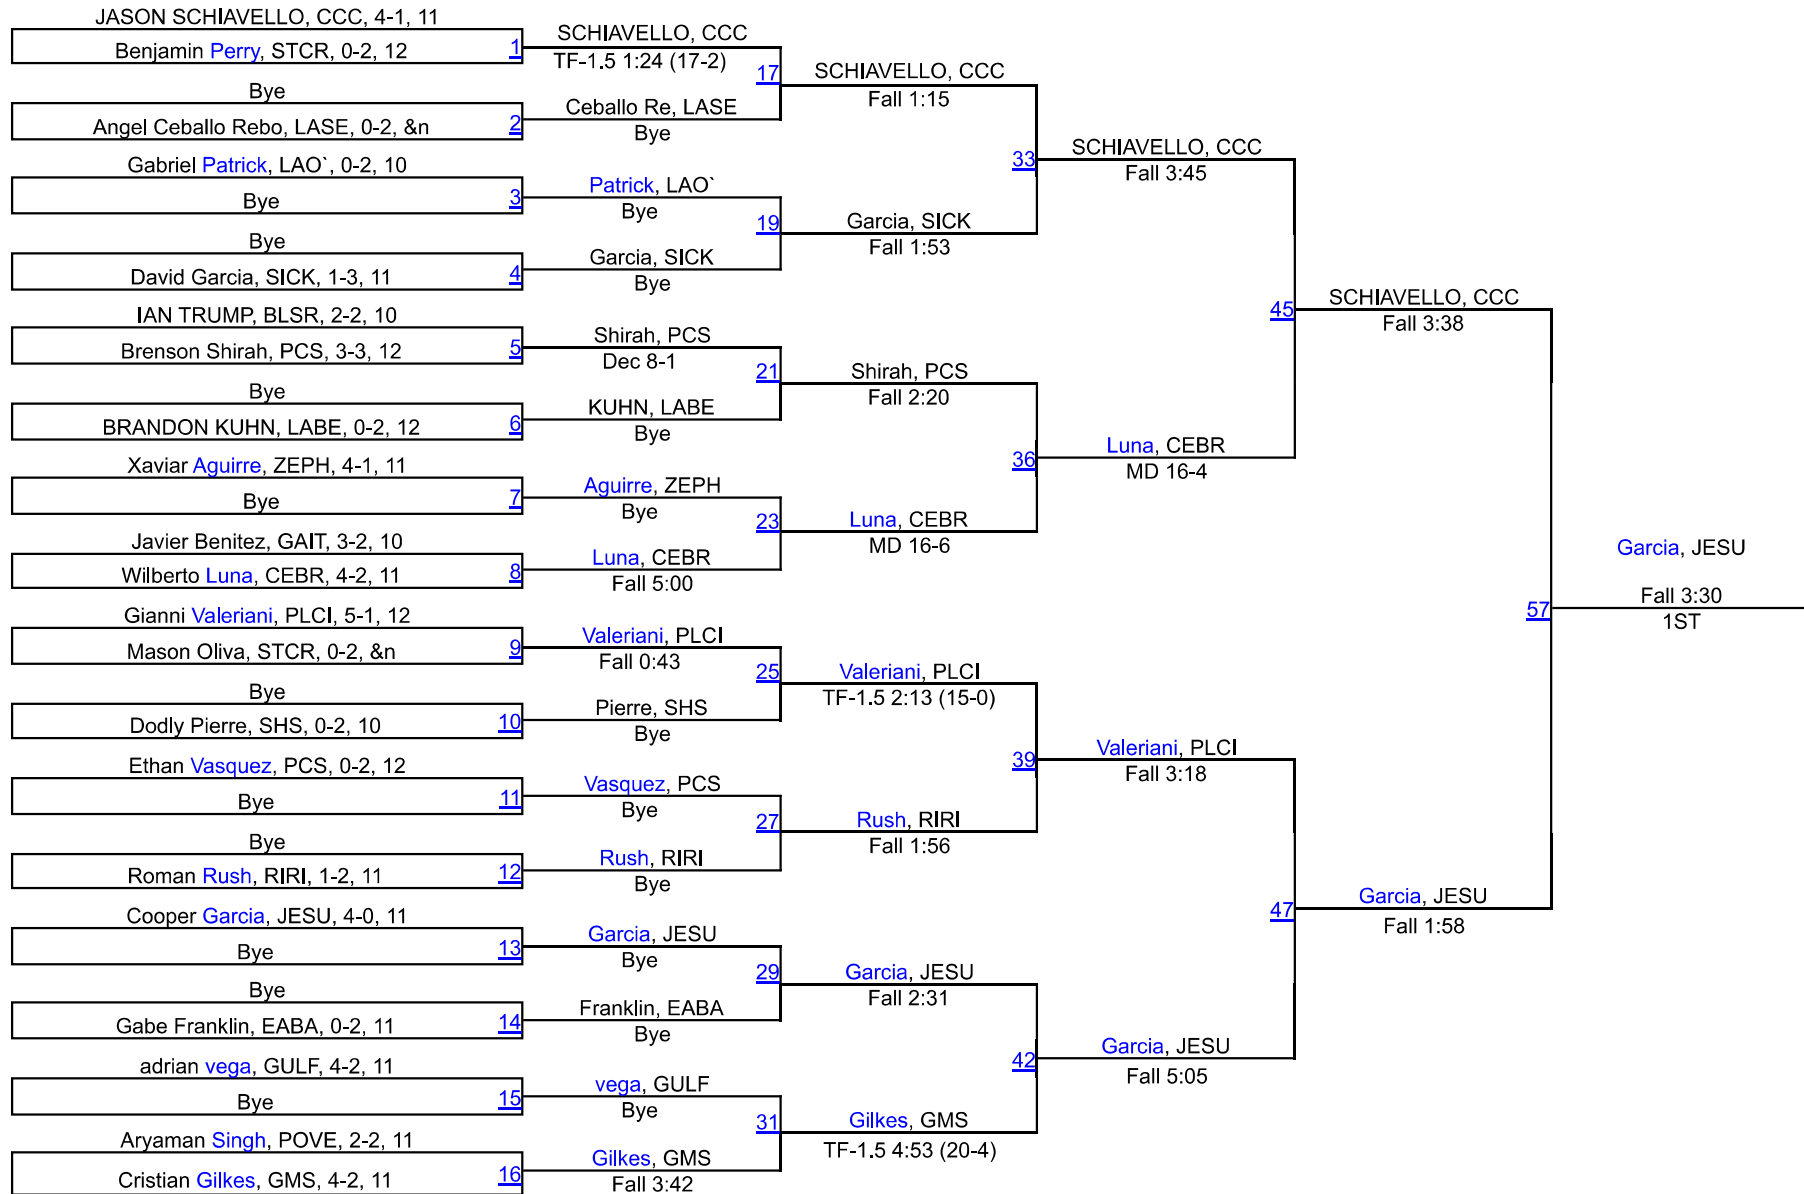 JASON SCHIAVELLO, CCC, 4-1, 11
Benjamin Perry, STCR, 0-2, 12
1
Bye
Angel Ceballo Rebo, LASE, 0-2, &n
2
Gabriel Patrick, LAO`, 0-2, 10
Bye
3
Bye
David Garcia, SICK, 1-3, 11
4
IAN TRUMP, BLSR, 2-2, 10
Brenson Shirah, PCS, 3-3, 12
5
Bye
BRANDON KUHN, LABE, 0-2, 12
6
Xaviar Aguirre, ZEPH, 4-1, 11
Bye
7
Javier Benitez, GAIT, 3-2, 10
Wilberto Luna, CEBR, 4-2, 11
8
Gianni Valeriani, PLCI, 5-1, 12
Mason Oliva, STCR, 0-2, &n
9
Bye
Dodly Pierre, SHS, 0-2, 10
10
Ethan Vasquez, PCS, 0-2, 12
Bye
11
Bye
Roman Rush, RIRI, 1-2, 11
12
Cooper Garcia, JESU, 4-0, 11
Bye
13
Bye
Gabe Franklin, EABA, 0-2, 11
14
adrian vega, GULF, 4-2, 11
Bye
15
Aryaman Singh, POVE, 2-2, 11
Cristian Gilkes, GMS, 4-2, 11
16
SCHIAVELLO, CCC
TF-1.5 1:24 (17-2)
17
Ceballo Re, LASE
Bye
Patrick, LAO`
Bye
19
Garcia, SICK
Bye
Shirah, PCS
Dec 8-1
21
KUHN, LABE
Bye
Aguirre, ZEPH
Bye
23
Luna, CEBR
Fall 5:00
Valeriani, PLCI
Fall 0:43
25
Pierre, SHS
Bye
Vasquez, PCS
Bye
27
Rush, RIRI
Bye
Garcia, JESU
Bye
29
Franklin, EABA
Bye
vega, GULF
Bye
31
Gilkes, GMS
Fall 3:42
SCHIAVELLO, CCC
Fall 1:15
33
Garcia, SICK
Fall 1:53
Shirah, PCS
Fall 2:20
36
Luna, CEBR
MD 16-6
Valeriani, PLCI
TF-1.5 2:13 (15-0)
39
Rush, RIRI
Fall 1:56
Garcia, JESU
Fall 2:31
42
Gilkes, GMS
TF-1.5 4:53 (20-4)
SCHIAVELLO, CCC
Fall 3:45
45
Luna, CEBR
MD 16-4
Valeriani, PLCI
Fall 3:18
47
Garcia, JESU
Fall 5:05
SCHIAVELLO, CCC
Fall 3:38
57
Garcia, JESU
Fall 1:58
Garcia, JESU
Fall 3:30
1ST